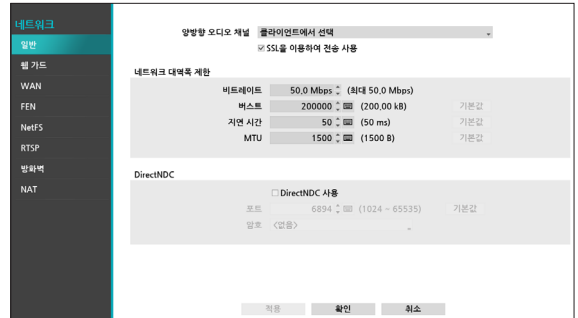 네트워크
일반
웹 가드
WAN
FEN
NetFS
RTSP
방화벽
NAT
양방향 오디오 채널 클라이언트에서 선택
SSL을 이용하여 전송 사용
네트워크 대역폭 제한
비트레이트 50,0 Mbps (최대 50,0 Mbps)
버스트 200000 (200,00 kB) 기본값
지연 시간 50 (50 ms) 기본값
MTU 1500 (1500 B) 기본값
DirectNDC
DirectNDC 사용
포트 6894 (1024 ~ 65535) 기본값
암호 <없음>
적용 확인 취소